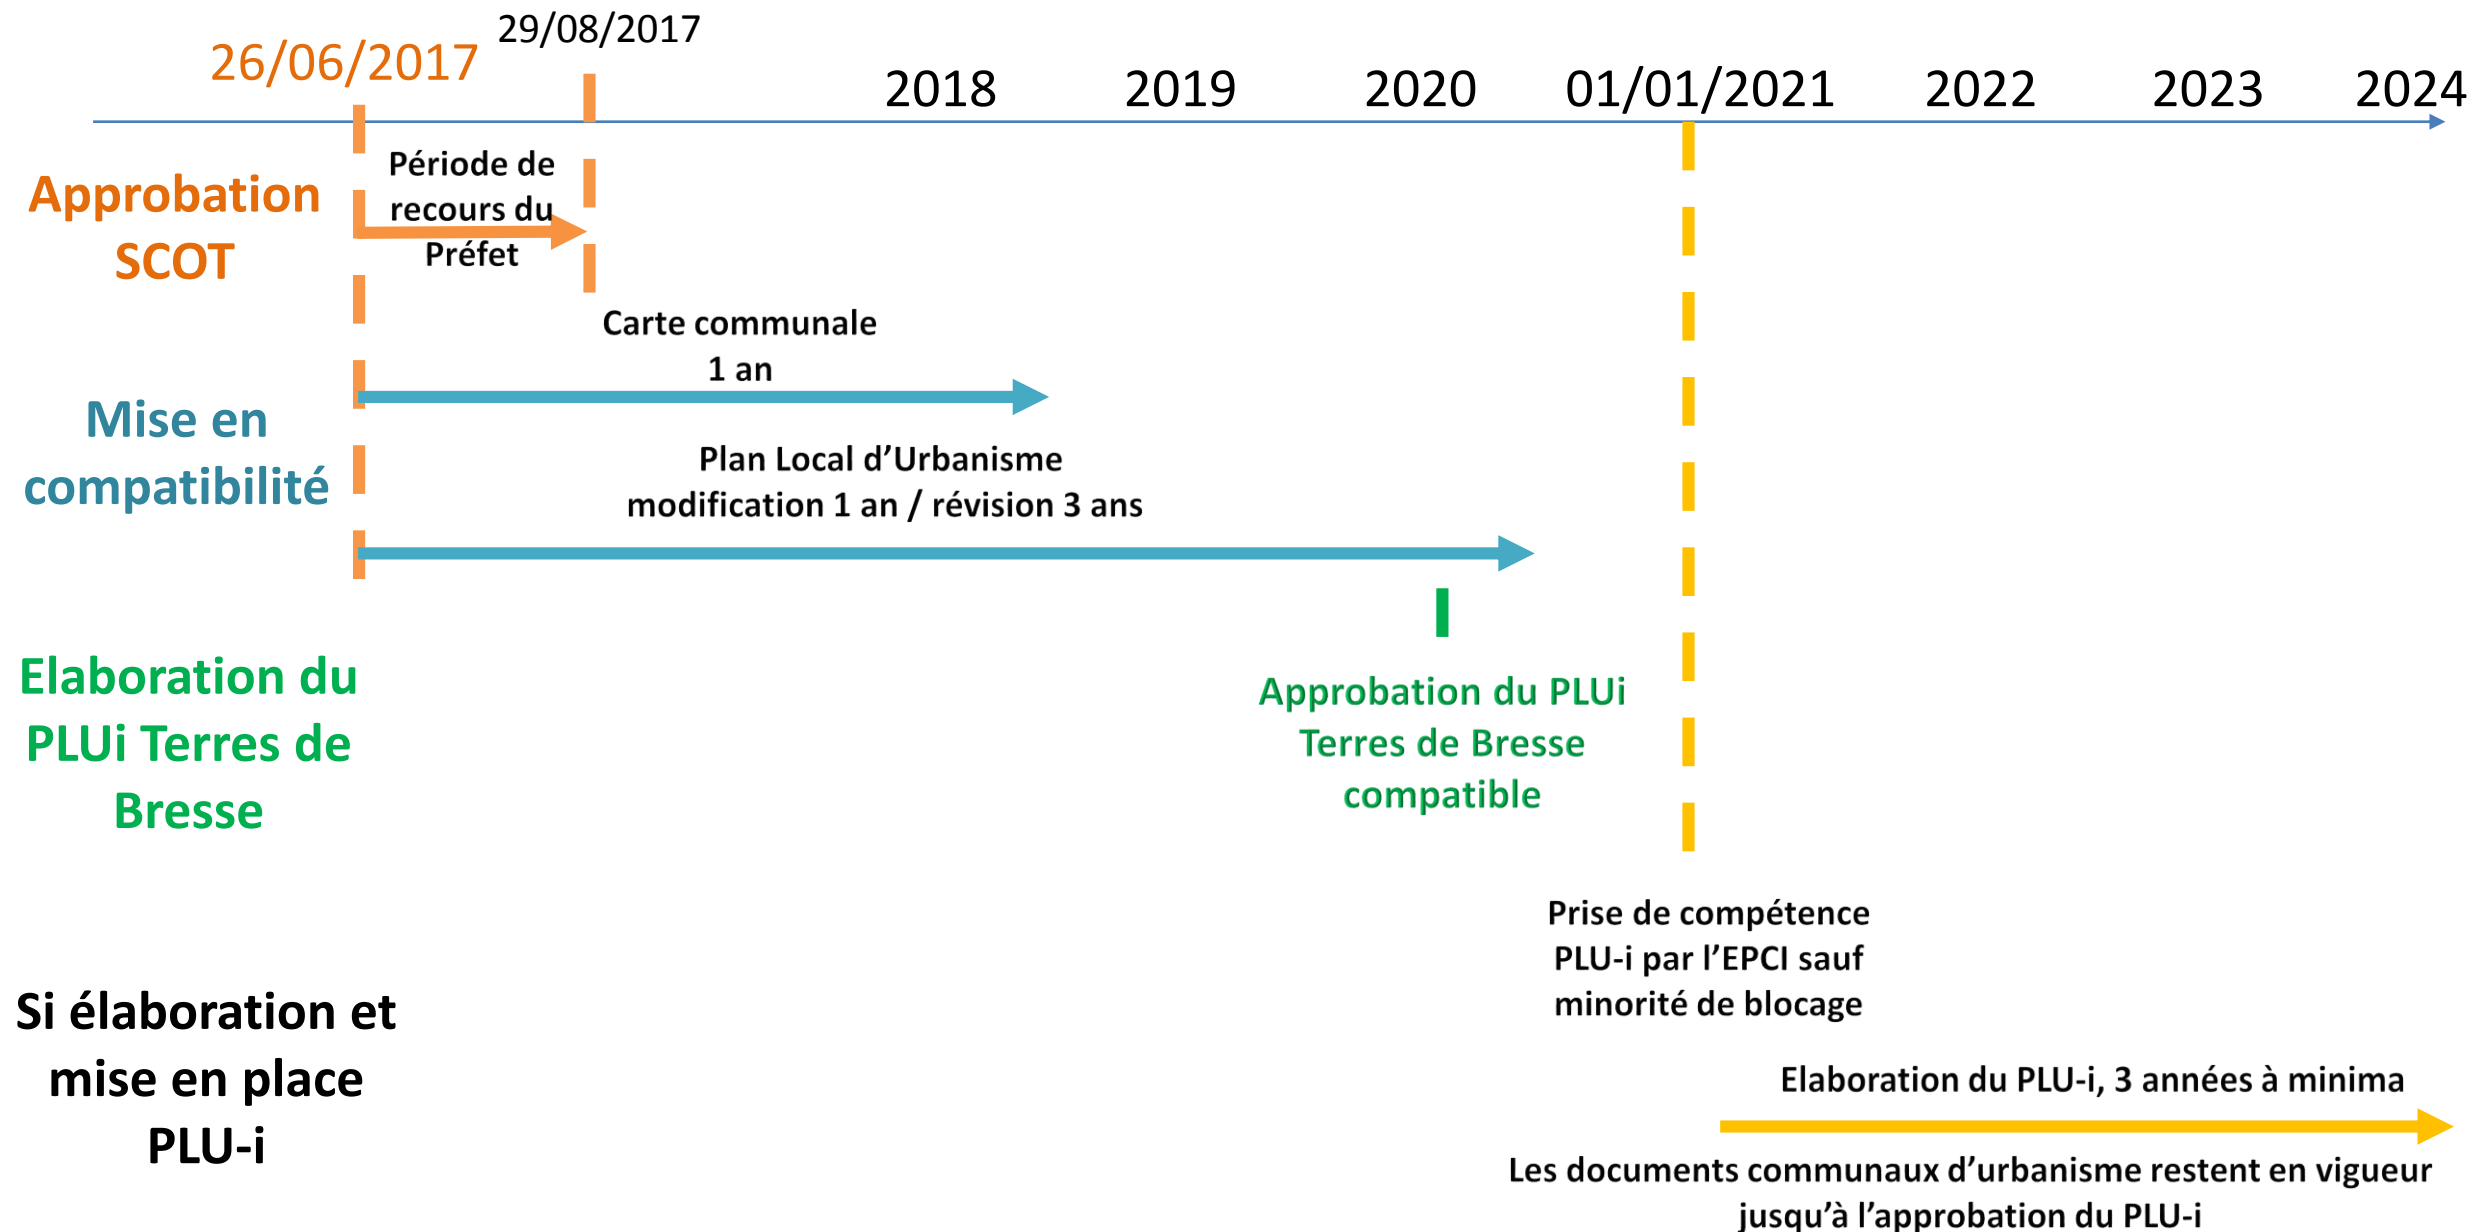 26/06/2017
29/08/2017
2018
2019
2020
01/01/2021
2022
2023
2024
Approbation
SCOT
Période de
recours du
Préfet
Carte communale
1 an
Mise en
compatibilité
Plan Local d’Urbanisme
modification 1 an / révision 3 ans
Elaboration du
PLUi Terres de
Bresse
Approbation du PLUi
Terres de Bresse
compatible
Prise de compétence
PLU-i par l’EPCI sauf
minorité de blocage
Si élaboration et
mise en place
PLU-i
Elaboration du PLU-i, 3 années à minima
Les documents communaux d’urbanisme restent en vigueur
jusqu’à l’approbation du PLU-i